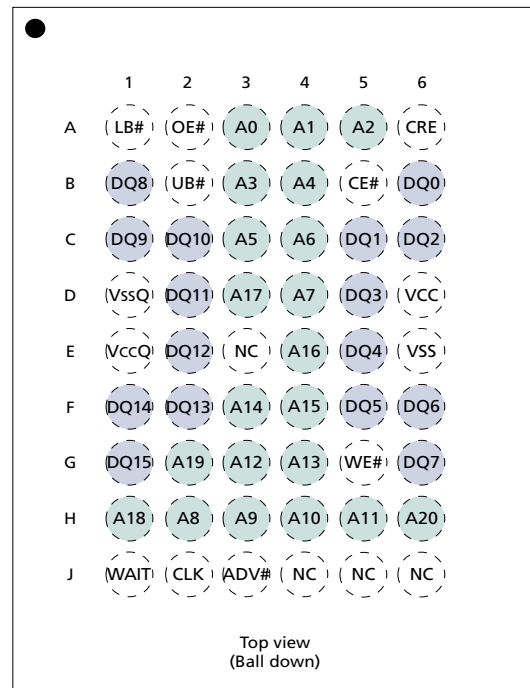 1 2 3 4 5 6
A LB# OE# A0 A1 A2 CRE
B DQ8 UB# A3 A4 CE# DQ0
C DQ9 DQ10 A5 A6 DQ1 DQ2
D VssQ DQ11 A17 A7 DQ3 VCC
E VccQ DQ12 NC A16 DQ4 VSS
F DQ14 DQ13 A14 A15 DQ5 DQ6
G DQ15 A19 A12 A13 WE# DQ7
H A18 A8 A9 A10 A11 A20
J WAIT CLK ADV# NC NC NC
Top view
(Ball down)